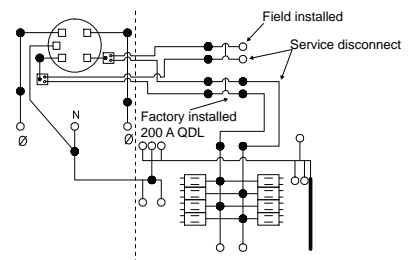 Field installed
Service disconnect
Factory installed
200 A QDL
N
Ø
Ø